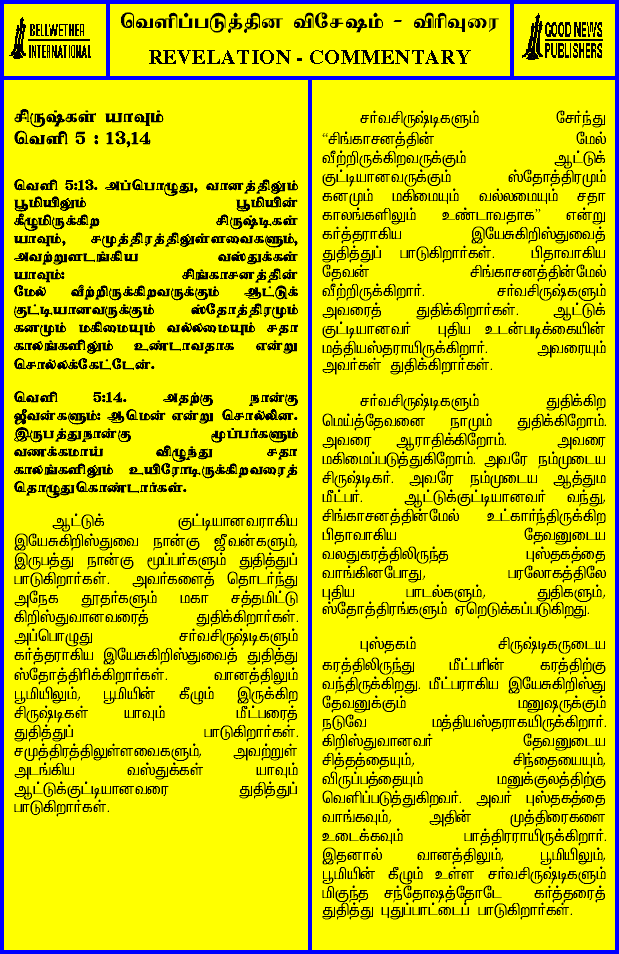 BELLWETHER
INTERNATIONAL
வெளிப்படுத்தின விசேஷம் - விரிவுரை
REVELATION - COMMENTARY
GOOD NEWS
PUBLISHERS
சிருஷ்கள் யாவும்
வெளி 5 : 13,14
வெளி 5:13. அப்பொழுது, வானத்திலும்
பூமியிலும் பூமியின்
கீழுமிருக்கிற சிருஷ்டிகள்
யாவும், சமுத்திரத்திலுள்ளவைகளும்,
அவற்றுளடங்கிய வஸ்துக்கள்
யாவும்: சிங்காசனத்தின்
மேல் வீற்றிருக்கிறவருக்கும் ஆட்டுக்
குட்டியானவருக்கும் ஸ்தோத்திரமும்
கனமும் மகிமையும் வல்லமையும் சதா
காலங்களிலும் உண்டாவதாக என்று
சொல்லக்கேட்டேன்.
வெளி 5:14. அதற்கு நான்கு
ஜீவன்களும்: ஆமென் என்று சொல்லின.
இருபத்துநான்கு மூப்பர்களும்
வணக்கமாய் விழுந்து சதா
காலங்களிலும் உயிரோடிருக்கிறவரைத்
தொழுதுகொண்டார்கள்.
ஆட்டுக் குட்டியானவராகிய
இயேசுகிறிஸ்துவை நான்கு ஜீவன்களும்,
இருபத்து நான்கு மூப்பர்களும் துதித்துப்
பாடுகிறார்கள். அவர்களைத் தொடர்ந்து
அநேக தூதர்களும் மகா சத்தமிட்டு
கிறிஸ்துவானவரைத் துதிக்கிறார்கள்.
அப்பொழுது சர்வசிருஷ்டிகளும்
கர்த்தராகிய இயேசுகிறிஸ்துவைத் துதித்து
ஸ்தோத்திரிக்கிறார்கள். வானத்திலும்
பூமியிலும், பூமியின் கீழும் இருக்கிற
சிருஷ்டிகள் யாவும் மீட்பரைத்
துதித்துப் பாடுகிறார்கள்.
சமுத்திரத்திலுள்ளவைகளும், அவற்றுள்
அடங்கிய வஸ்துக்கள் யாவும்
ஆட்டுக்குட்டியானவரை துதித்துப்
பாடுகிறார்கள்.
சர்வசிருஷ்டிகளும் சேர்ந்து
“சிங்காசனத்தின் மேல்
வீற்றிருக்கிறவருக்கும் ஆட்டுக்
குட்டியானவருக்கும் ஸ்தோத்திரமும்
கனமும் மகிமையும் வல்லமையும் சதா
காலங்களிலும் உண்டாவதாக” என்று
கர்த்தராகிய இயேசுகிறிஸ்துவைத்
துதித்துப் பாடுகிறார்கள். பிதாவாகிய
தேவன் சிங்காசனத்தின்மேல்
வீற்றிருக்கிறார். சர்வசிருஷ்களும்
அவரைத் துதிக்கிறார்கள். ஆட்டுக்
குட்டியானவர் புதிய உடன்படிக்கையின்
மத்தியஸ்தராயிருக்கிறார். அவரையும்
அவர்கள் துதிக்கிறார்கள்.
சர்வசிருஷ்டிகளும் துதிக்கிற
மெய்த்தேவனை நாமும் துதிக்கிறோம்.
அவரை ஆராதிக்கிறோம். அவரை
மகிமைப்படுத்துகிறோம். அவரே நம்முடைய
சிருஷ்டிகர். அவரே நம்முடைய ஆத்தும
மீட்பர். ஆட்டுக்குட்டியானவர் வந்து,
சிங்காசனத்தின்மேல் உட்கார்ந்திருக்கிற
பிதாவாகிய தேவனுடைய
வலதுகரத்திலிருந்த புஸ்தகத்தை
வாங்கினபோது, பரலோகத்திலே
புதிய பாடல்களும், துதிகளும்,
ஸ்தோத்திரங்களும் ஏறெடுக்கப்படுகிறது.
புஸ்தகம் சிருஷ்டிகருடைய
கரத்திலிருந்து மீட்பரின் கரத்திற்கு
வந்திருக்கிறது. மீட்பராகிய இயேசுகிறிஸ்து
தேவனுக்கும் மனுஷருக்கும்
நடுவே மத்தியஸ்தராகயிருக்கிறார்.
கிறிஸ்துவானவர் தேவனுடைய
சித்தத்தையும், சிந்தையையும்,
விருப்பத்தையும் மனுக்குலத்திற்கு
வெளிப்படுத்துகிறவர். அவர் புஸ்தகத்தை
வாங்கவும், அதின் முத்திரைகளை
உடைக்கவும் பாத்திரராயிருக்கிறார்.
இதனால் வானத்திலும், பூமியிலும்,
பூமியின் கீழும் உள்ள சர்வசிருஷ்டிகளும்
மிகுந்த சந்தோஷத்தோடே கர்த்தரைத்
துதித்து புதுப்பாட்டைப் பாடுகிறார்கள்.